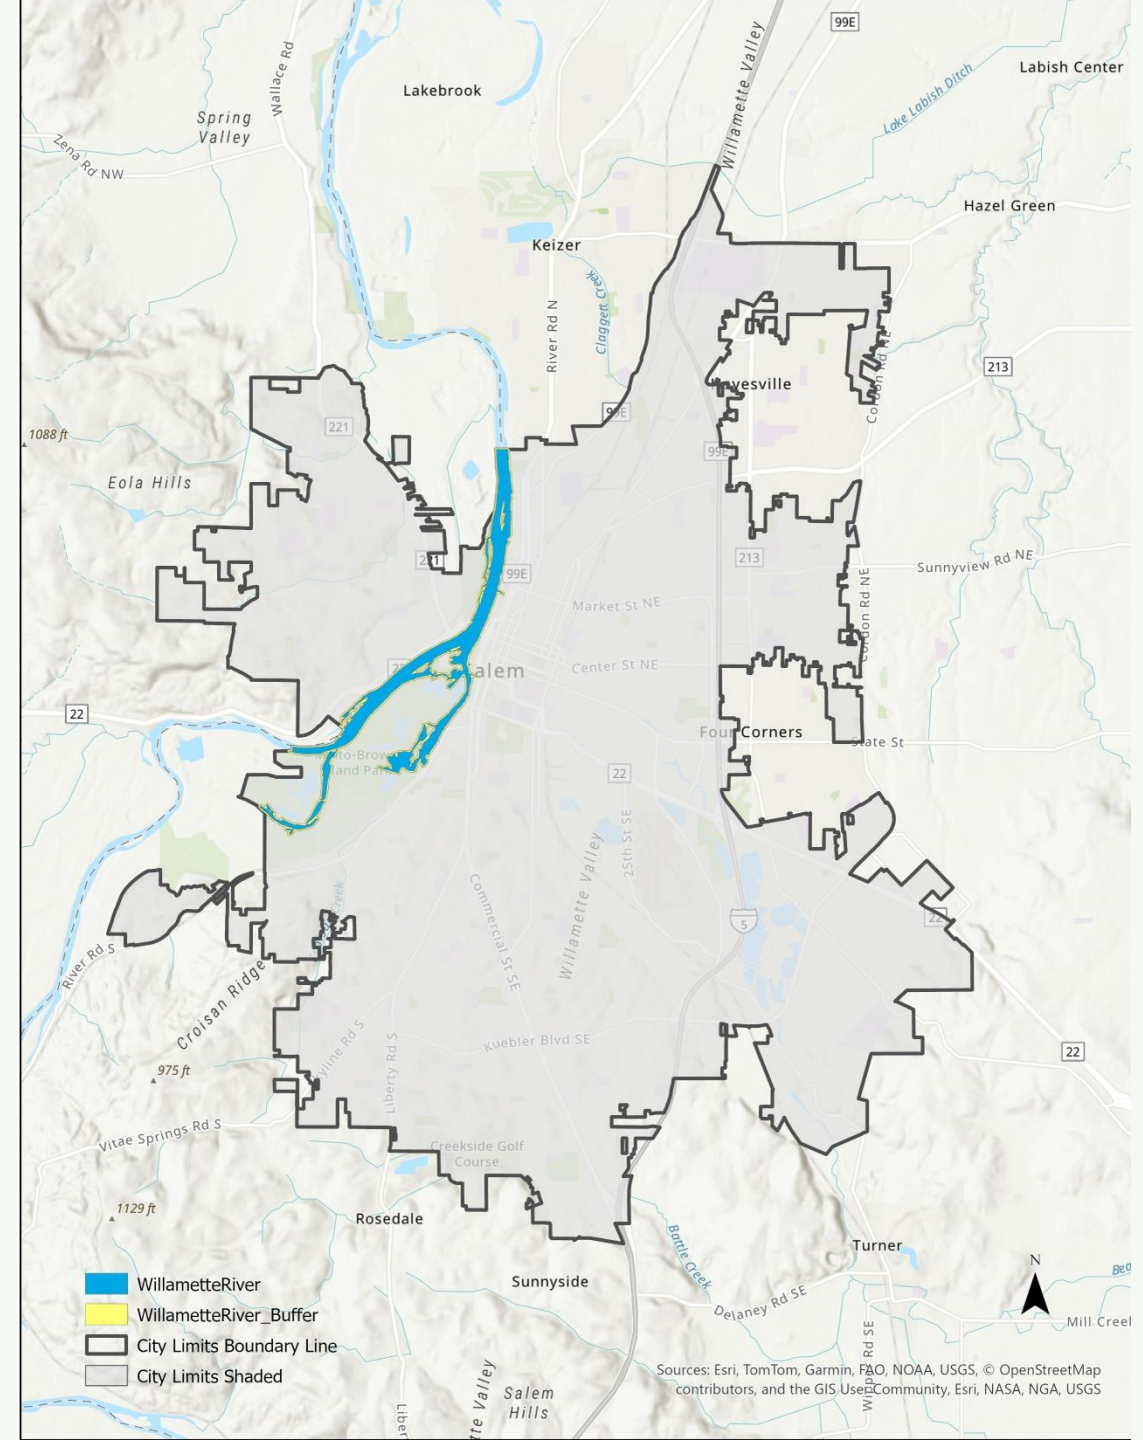 99E
Willamette Valley
Labish Center
Wallace Rd
Lakebrook
Lake Labish Ditch
Spring
Valley
Zena Rd NW
Hazel Green
Keizer
Claggett Creek
River Rd N
213
Cordon Rd NE
99E
221
1088 ft
99E
Eola Hills
221
99E
213
Sunnyview Rd NE
Market St NE
Cordon Rd NE
Center St NE
22
State St
22
25th St SE
Willamette Valley
Commercial St SE
22
5
River Rd S
Croisan Ridge
Kuebler Blvd SE
Liberty Rd S
22
975 ft
Vitae Springs Rd S
Creekside Golf
Course
1129 ft
Rosedale
Battle Creek
Turner
Sunnyside
N
Delaney Rd SE
Mill Creek
WillametteRiver
WillametteRiver_Buffer
City Limits Boundary Line
City Limits Shaded
Sources: Esri, TomTom, Garmin, FAO, NOAA, USGS, © OpenStreetMap
contributors, and the GIS User Community, Esri, NASA, NGA, USGS
Salem
Hills